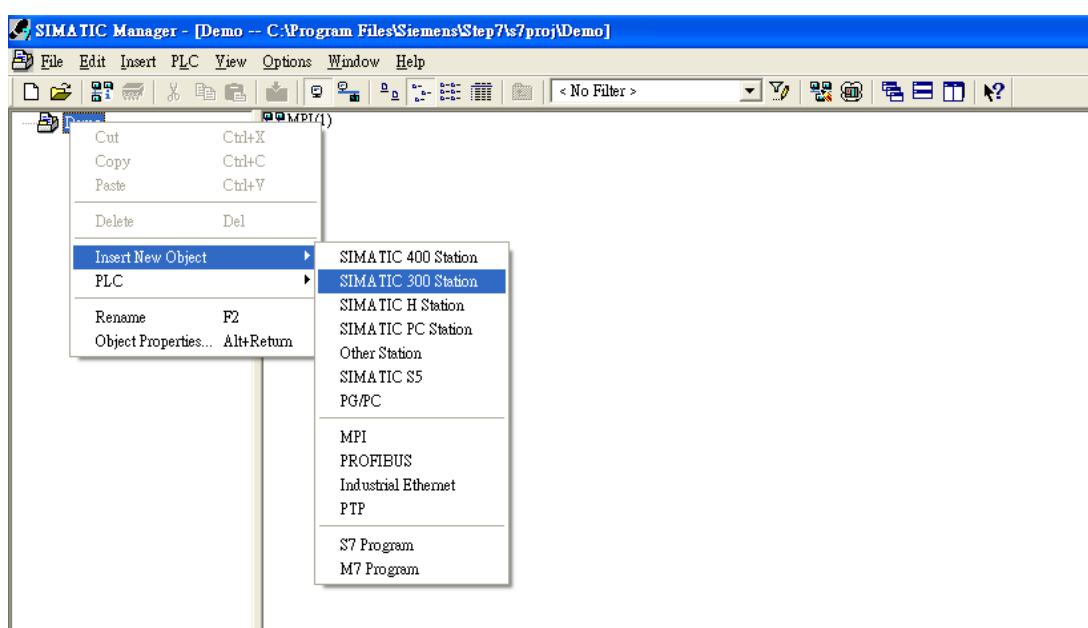 SIMATIC Manager - [Demo -- C:\Program Files\Siemens\Step7\s7proj\Demo]
File Edit Insert PLC View Options Window Help
< No Filter >
MPI(1)
Cut Ctrl+X
Copy Ctrl+C
Paste Ctrl+V
Delete Del
Insert New Object
PLC
Rename F2
Object Properties... Alt+Return
SIMATIC 400 Station
SIMATIC 300 Station
SIMATIC H Station
SIMATIC PC Station
Other Station
SIMATIC S5
PG/PC
MPI
PROFIBUS
Industrial Ethernet
PTP
S7 Program
M7 Program